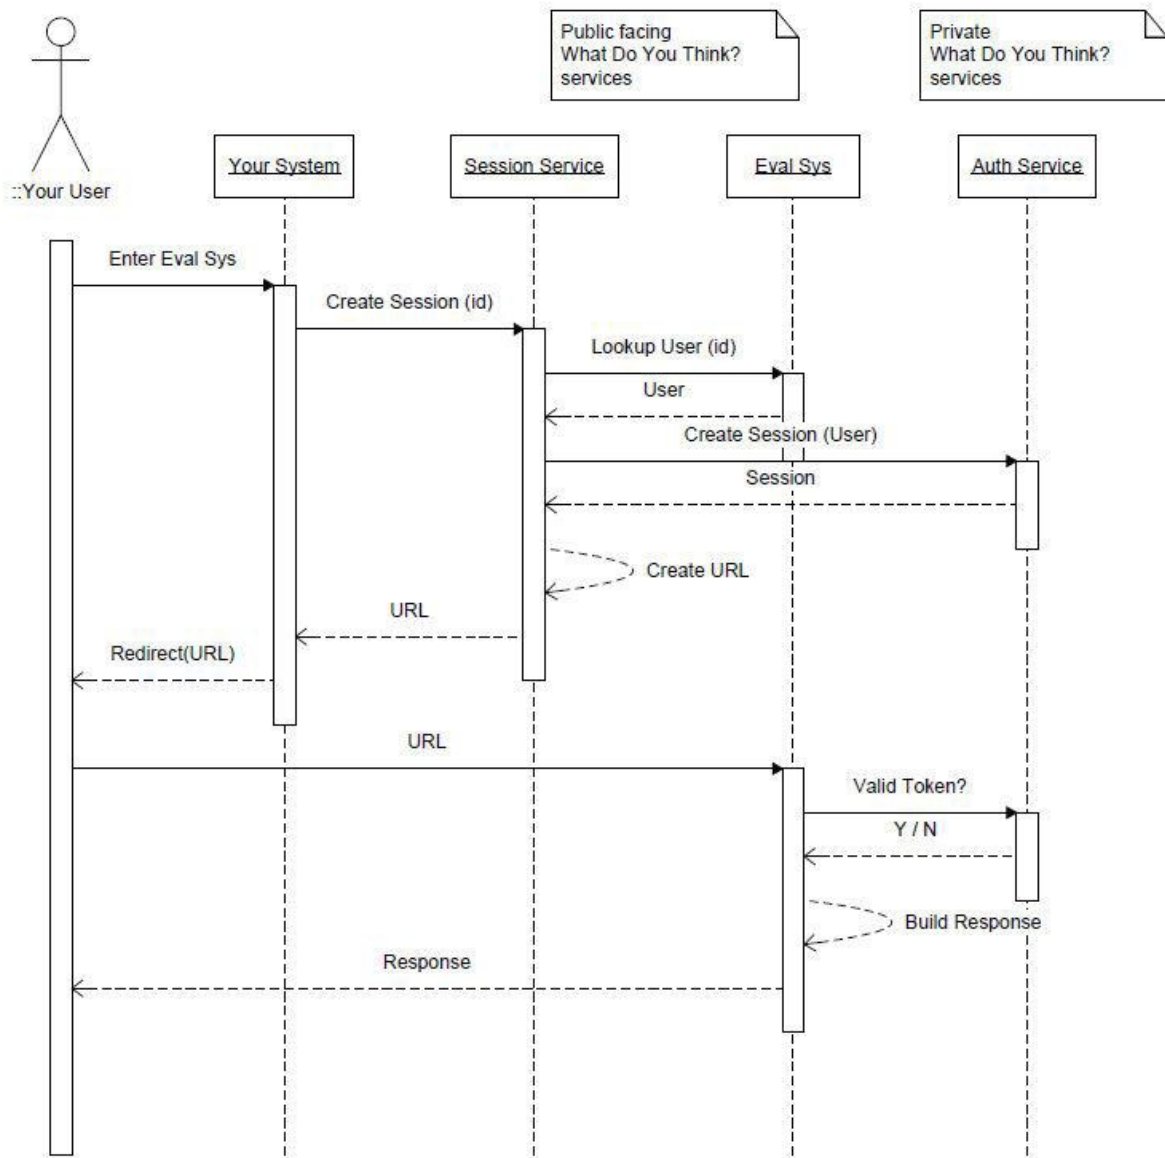 Public facing
What Do You Think?
services
Private
What Do You Think?
services
::Your User
Your System
Session Service
Eval Sys
Auth Service
Enter Eval Sys
Create Session (id)
Lookup User (id)
User
Create Session (User)
Session
Create URL
URL
Redirect(URL)
URL
Valid Token?
Y / N
Build Response
Response